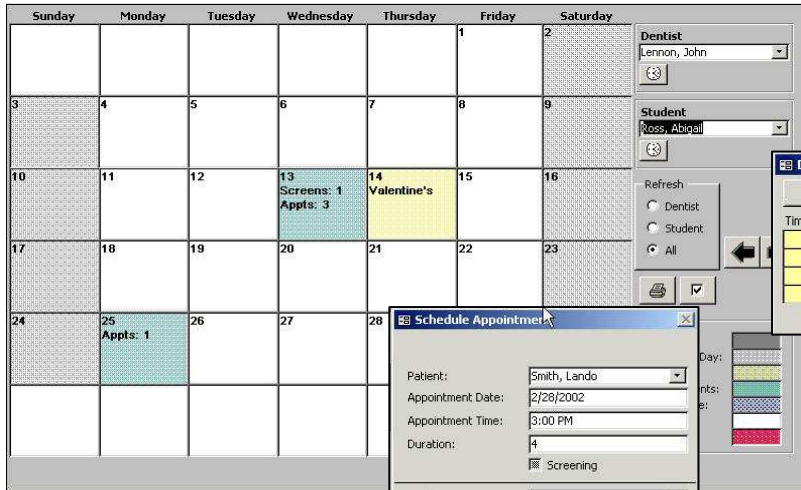 Sunday Monday Tuesday Wednesday Thursday Friday Saturday
1 2
3 4 5 6 7 8 9
10 11 12 13 14 15 16
Screens: 1 Valentine's
Appts: 3
17 18 19 20 21 22 23
24 25 26 27 28
Appts: 1
Dentist
Lennon, John
Student
Ross, Abigail
Refresh
Dentist
Student
All
Day:
Schedule Appointment
Patient: Smith, Lando
Appointment Date: 2/28/2002
Appointment Time: 3:00 PM
Duration: 4
Screening